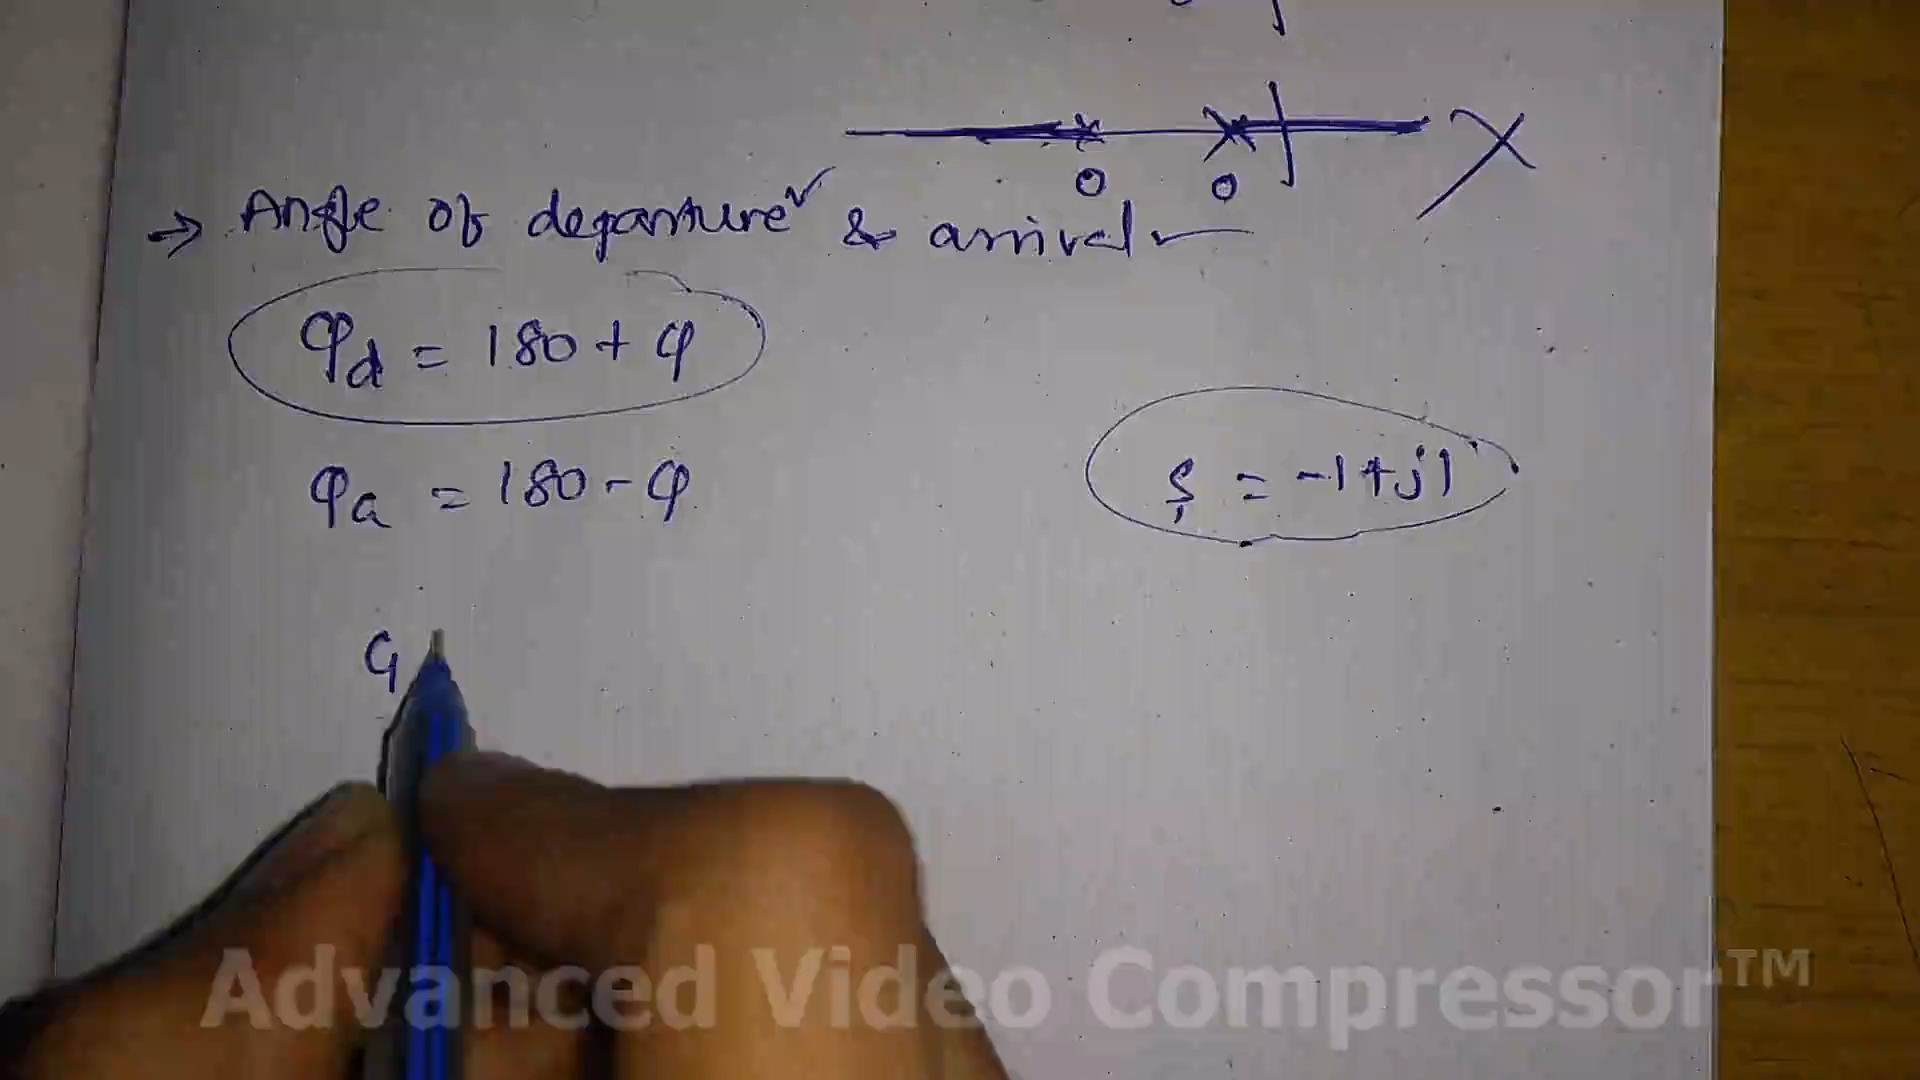 o o
→ Angle of departure ✓ & arrival
φd = 180 + φ
φa = 180 - φ
s = -1+j1
G
Advanced Video Compressor™